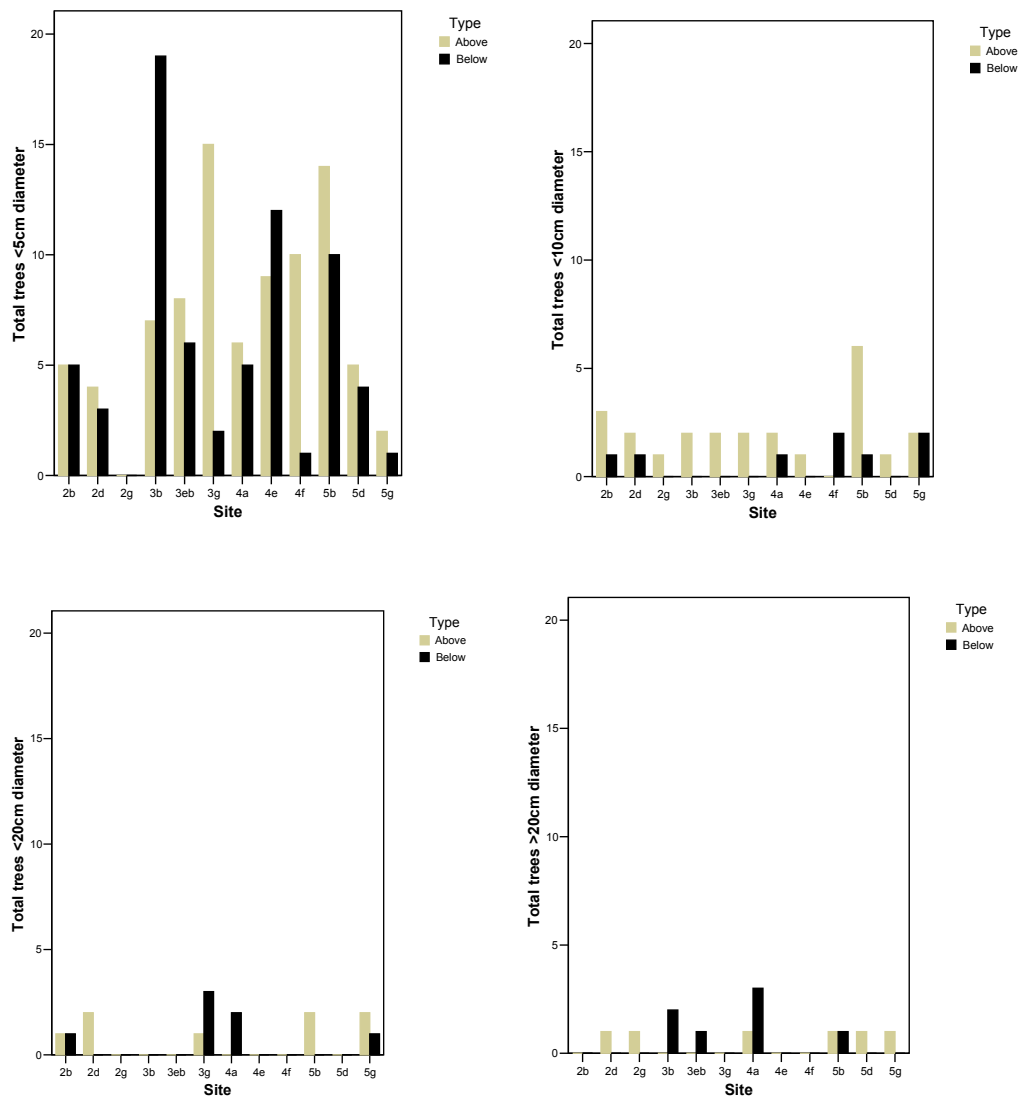 Type
Above
Below
Total trees <5cm diameter
20
15
10
5
0
2b 2d 2g 3b 3eb 3g 4a 4e 4f 5b 5d 5g
Site
Type
Above
Below
Total trees <10cm diameter
20
15
10
5
0
2b 2d 2g 3b 3eb 3g 4a 4e 4f 5b 5d 5g
Site
Type
Above
Below
Total trees <20cm diameter
20
15
10
5
0
2b 2d 2g 3b 3eb 3g 4a 4e 4f 5b 5d 5g
Site
Type
Above
Below
Total trees >20cm diameter
20
15
10
5
0
2b 2d 2g 3b 3eb 3g 4a 4e 4f 5b 5d 5g
Site